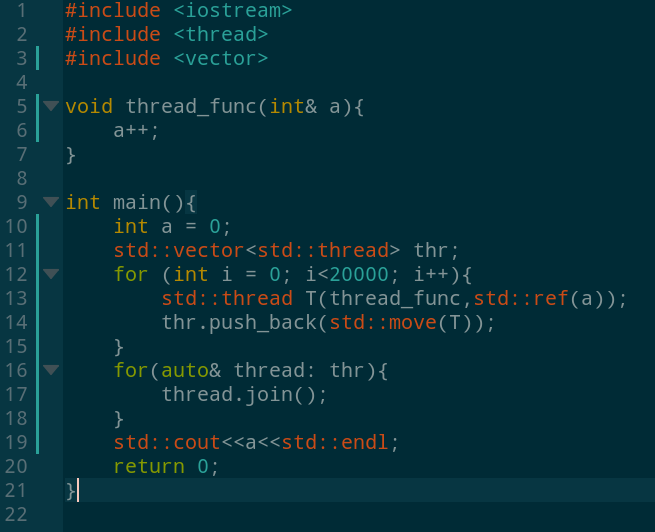 1 #include <iostream>
2 #include <thread>
3 #include <vector>
4
5 void thread_func(int& a){
6     a++;
7 }
8
9 int main(){
10     int a = 0;
11     std::vector<std::thread> thr;
12     for (int i = 0; i<20000; i++){
13         std::thread T(thread_func,std::ref(a));
14         thr.push_back(std::move(T));
15     }
16     for(auto& thread: thr){
17         thread.join();
18     }
19     std::cout<<a<<std::endl;
20     return 0;
21 }
22